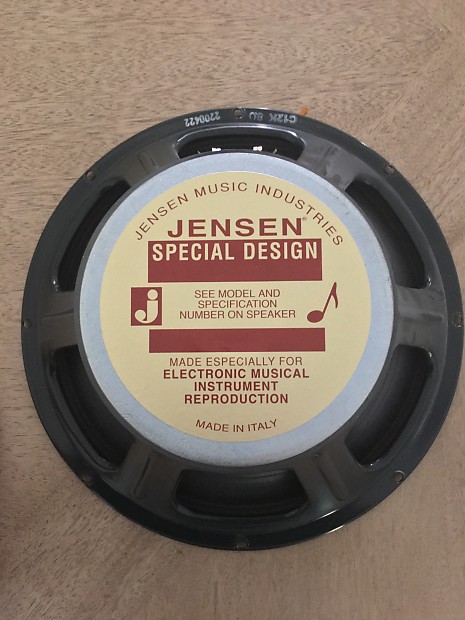 C12K 8Ω 2200422
JENSEN MUSIC INDUSTRIES
JENSEN®
SPECIAL DESIGN
j
SEE MODEL AND
SPECIFICATION
NUMBER ON SPEAKER
MADE ESPECIALLY FOR
ELECTRONIC MUSICAL
INSTRUMENT
REPRODUCTION
MADE IN ITALY